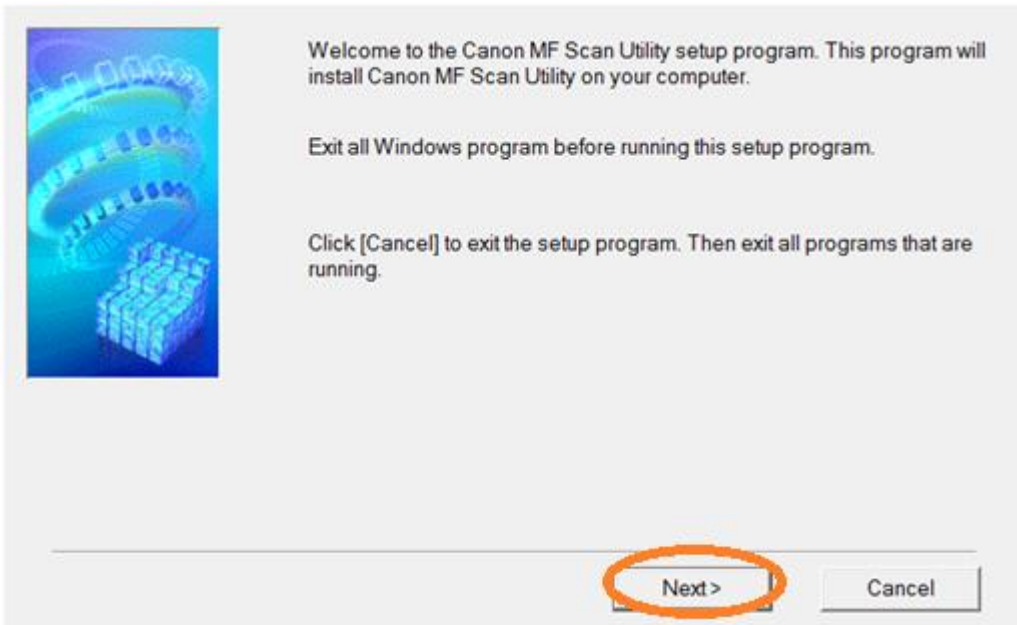 Welcome to the Canon MF Scan Utility setup program. This program will
install Canon MF Scan Utility on your computer.
Exit all Windows program before running this setup program.
Click [Cancel] to exit the setup program. Then exit all programs that are
running.
Next >
Cancel